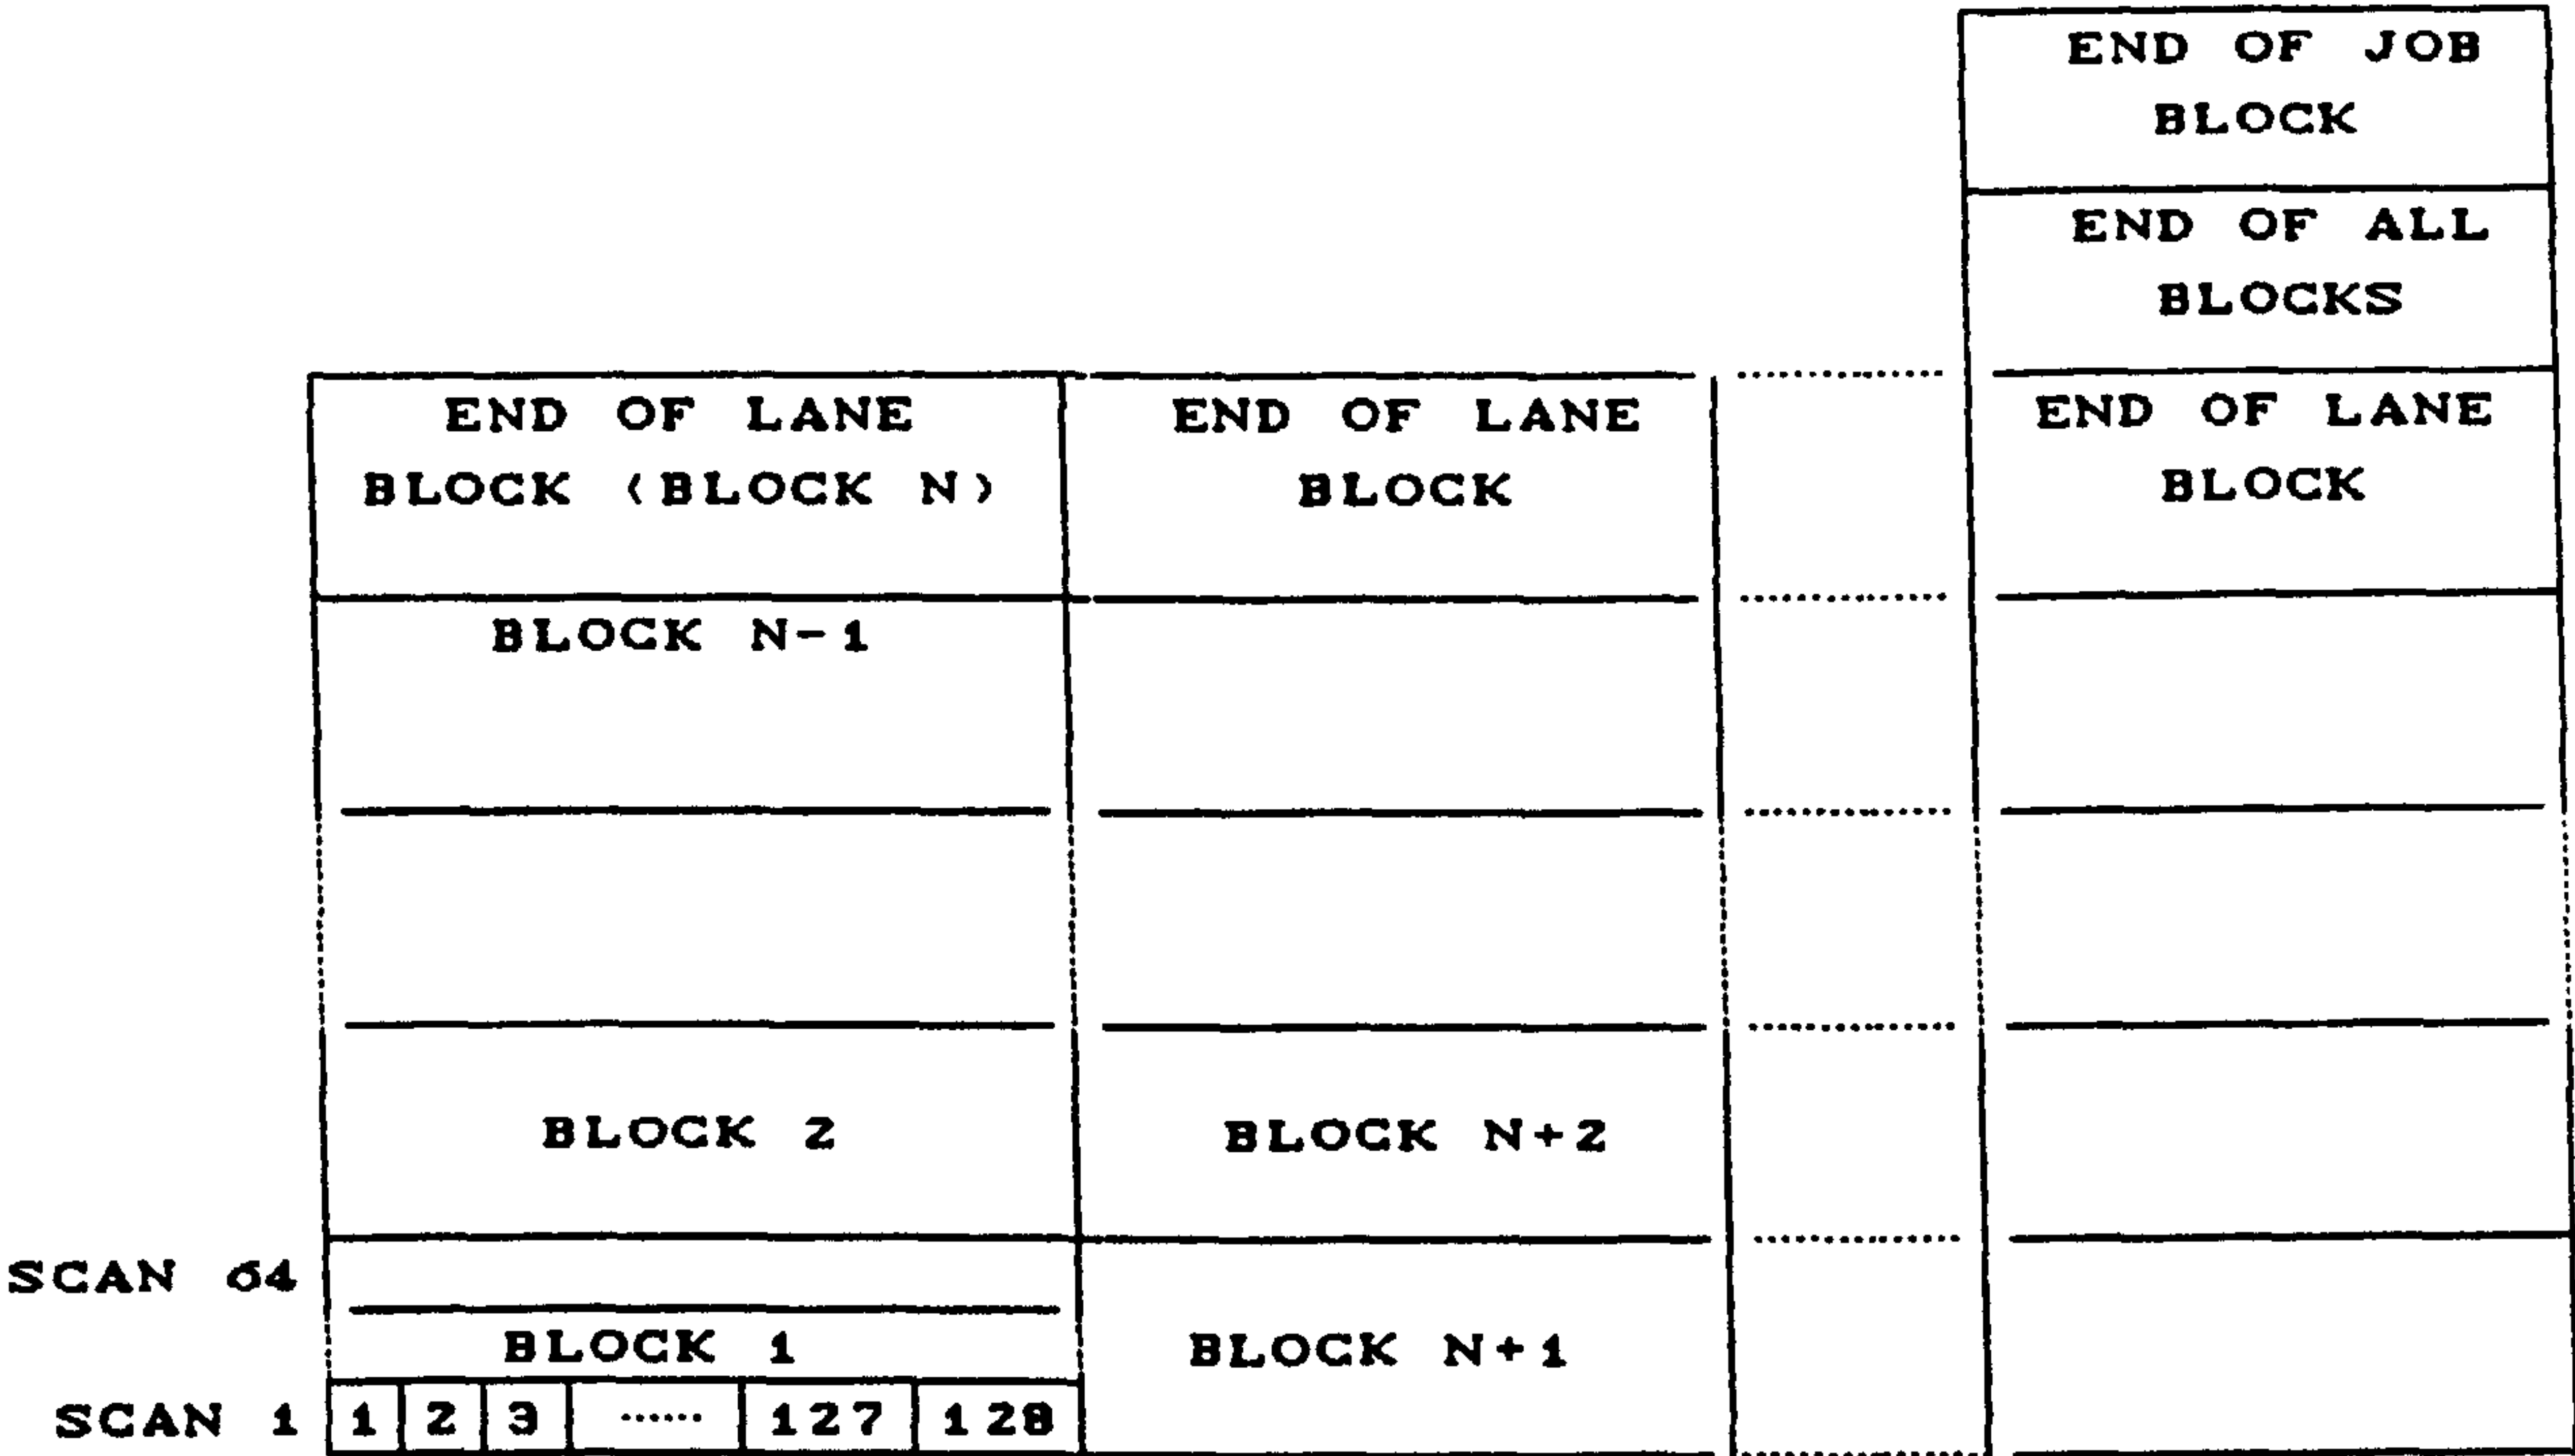 END OF JOB
BLOCK
END OF ALL
BLOCKS
END OF LANE
BLOCK (BLOCK N)
END OF LANE
BLOCK
END OF LANE
BLOCK
BLOCK N-1
BLOCK 2
BLOCK N+2
SCAN 64
BLOCK 1
BLOCK N+1
SCAN 1 1 2 3 ...... 127 128